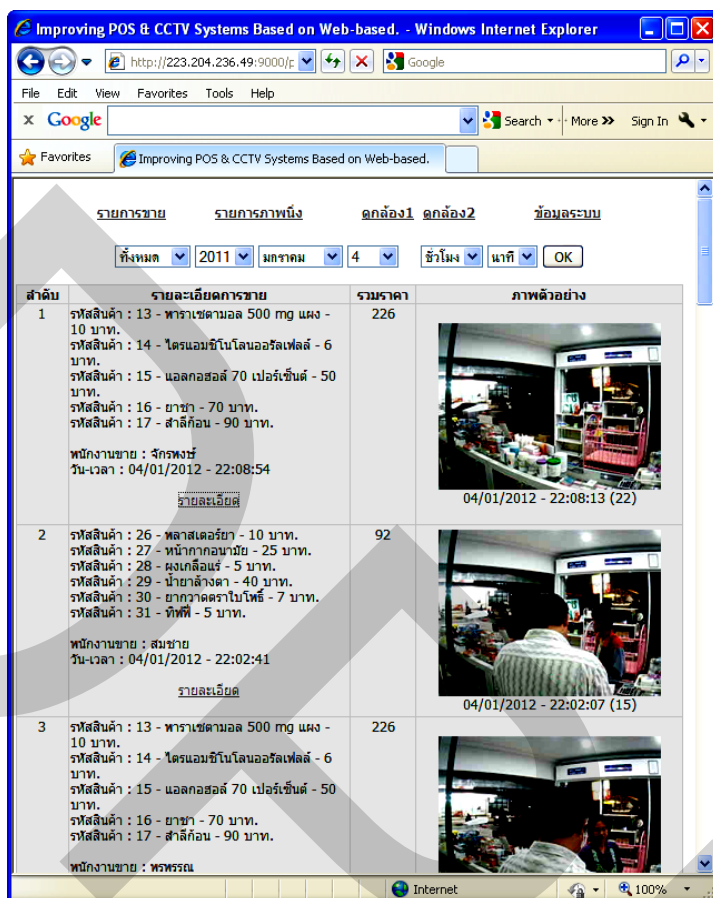 Improving POS & CCTV Systems Based on Web-based. - Windows Internet Explorer
http://223.204.236.49:9000/p
Google
File Edit View Favorites Tools Help
x Google Search More >> Sign In
Favorites Improving POS & CCTV Systems Based on Web-based.
รายการขาย รายการภาพนิ่ง ดูกล้อง1 ดูกล้อง2 ข้อมูลระบบ
ทั้งหมด 2011 มกราคม 4 ชั่วโมง นาที OK
ลำดับ รายละเอียดการขาย รวมราคา ภาพตัวอย่าง
1 รหัสสินค้า : 13 - พาราเซตามอล 500 mg แผง - 226
10 บาท.
รหัสสินค้า : 14 - ไตรแอมซิโนโลนออรัลเฟลล์ - 6
บาท.
รหัสสินค้า : 15 - แอลกอฮอล์ 70 เปอร์เซ็นต์ - 50
บาท.
รหัสสินค้า : 16 - ยาชา - 70 บาท.
รหัสสินค้า : 17 - สำลีก้อน - 90 บาท.
พนักงานขาย : จักรพงษ์
วัน-เวลา : 04/01/2012 - 22:08:54
รายละเอียด
04/01/2012 - 22:08:13 (22)
2 รหัสสินค้า : 26 - พลาสเตอร์ยา - 10 บาท. 92
รหัสสินค้า : 27 - หน้ากากอนามัย - 25 บาท.
รหัสสินค้า : 28 - ผงเกลือแร่ - 5 บาท.
รหัสสินค้า : 29 - น้ำยาล้างตา - 40 บาท.
รหัสสินค้า : 30 - ยากวาดตราใบโพธิ์ - 7 บาท.
รหัสสินค้า : 31 - ทิฟฟี่ - 5 บาท.
พนักงานขาย : สมชาย
วัน-เวลา : 04/01/2012 - 22:02:41
รายละเอียด
04/01/2012 - 22:02:07 (15)
3 รหัสสินค้า : 13 - พาราเซตามอล 500 mg แผง - 226
10 บาท.
รหัสสินค้า : 14 - ไตรแอมซิโนโลนออรัลเฟลล์ - 6
บาท.
รหัสสินค้า : 15 - แอลกอฮอล์ 70 เปอร์เซ็นต์ - 50
บาท.
รหัสสินค้า : 16 - ยาชา - 70 บาท.
รหัสสินค้า : 17 - สำลีก้อน - 90 บาท.
พนักงานขาย : พรพรรณ
Internet 100%